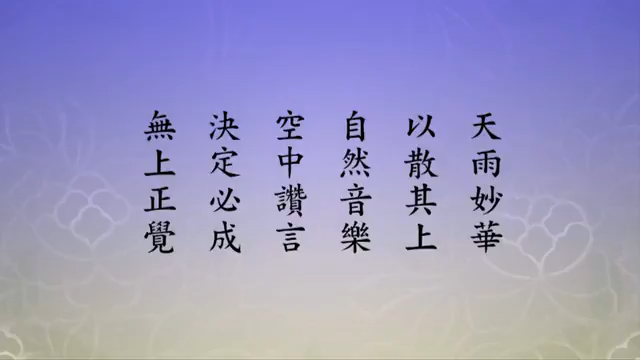 天雨妙華
以散其上
自然音樂
空中讚言
決定必成
無上正覺